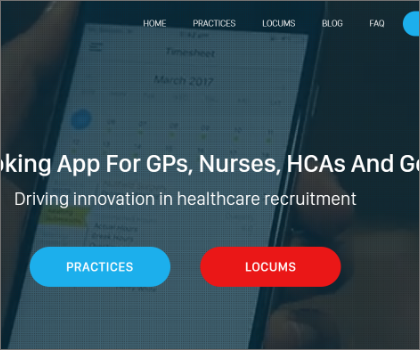 HOME PRACTICES LOCUMS BLOG FAQ
Timesheet
March 2017
oking App For GPs, Nurses, HCAs And Ge
Driving innovation in healthcare recruitment
PRACTICES LOCUMS